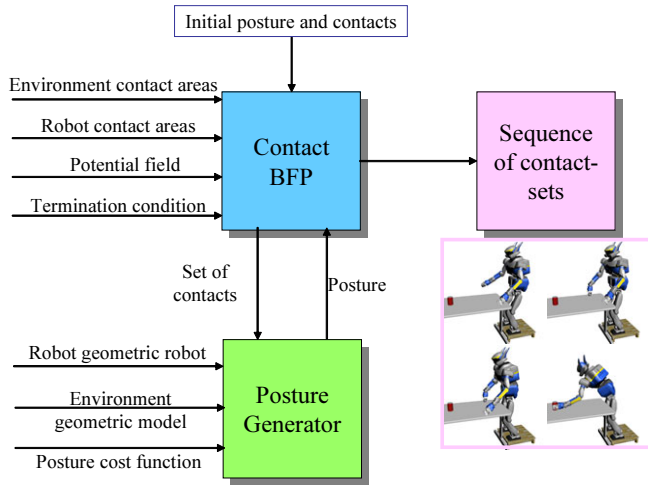 Initial posture and contacts
Environment contact areas
Robot contact areas
Potential field
Termination condition
Contact
BFP
Sequence
of contact-
sets
Set of
contacts
Posture
Robot geometric robot
Environment
geometric model
Posture cost function
Posture
Generator